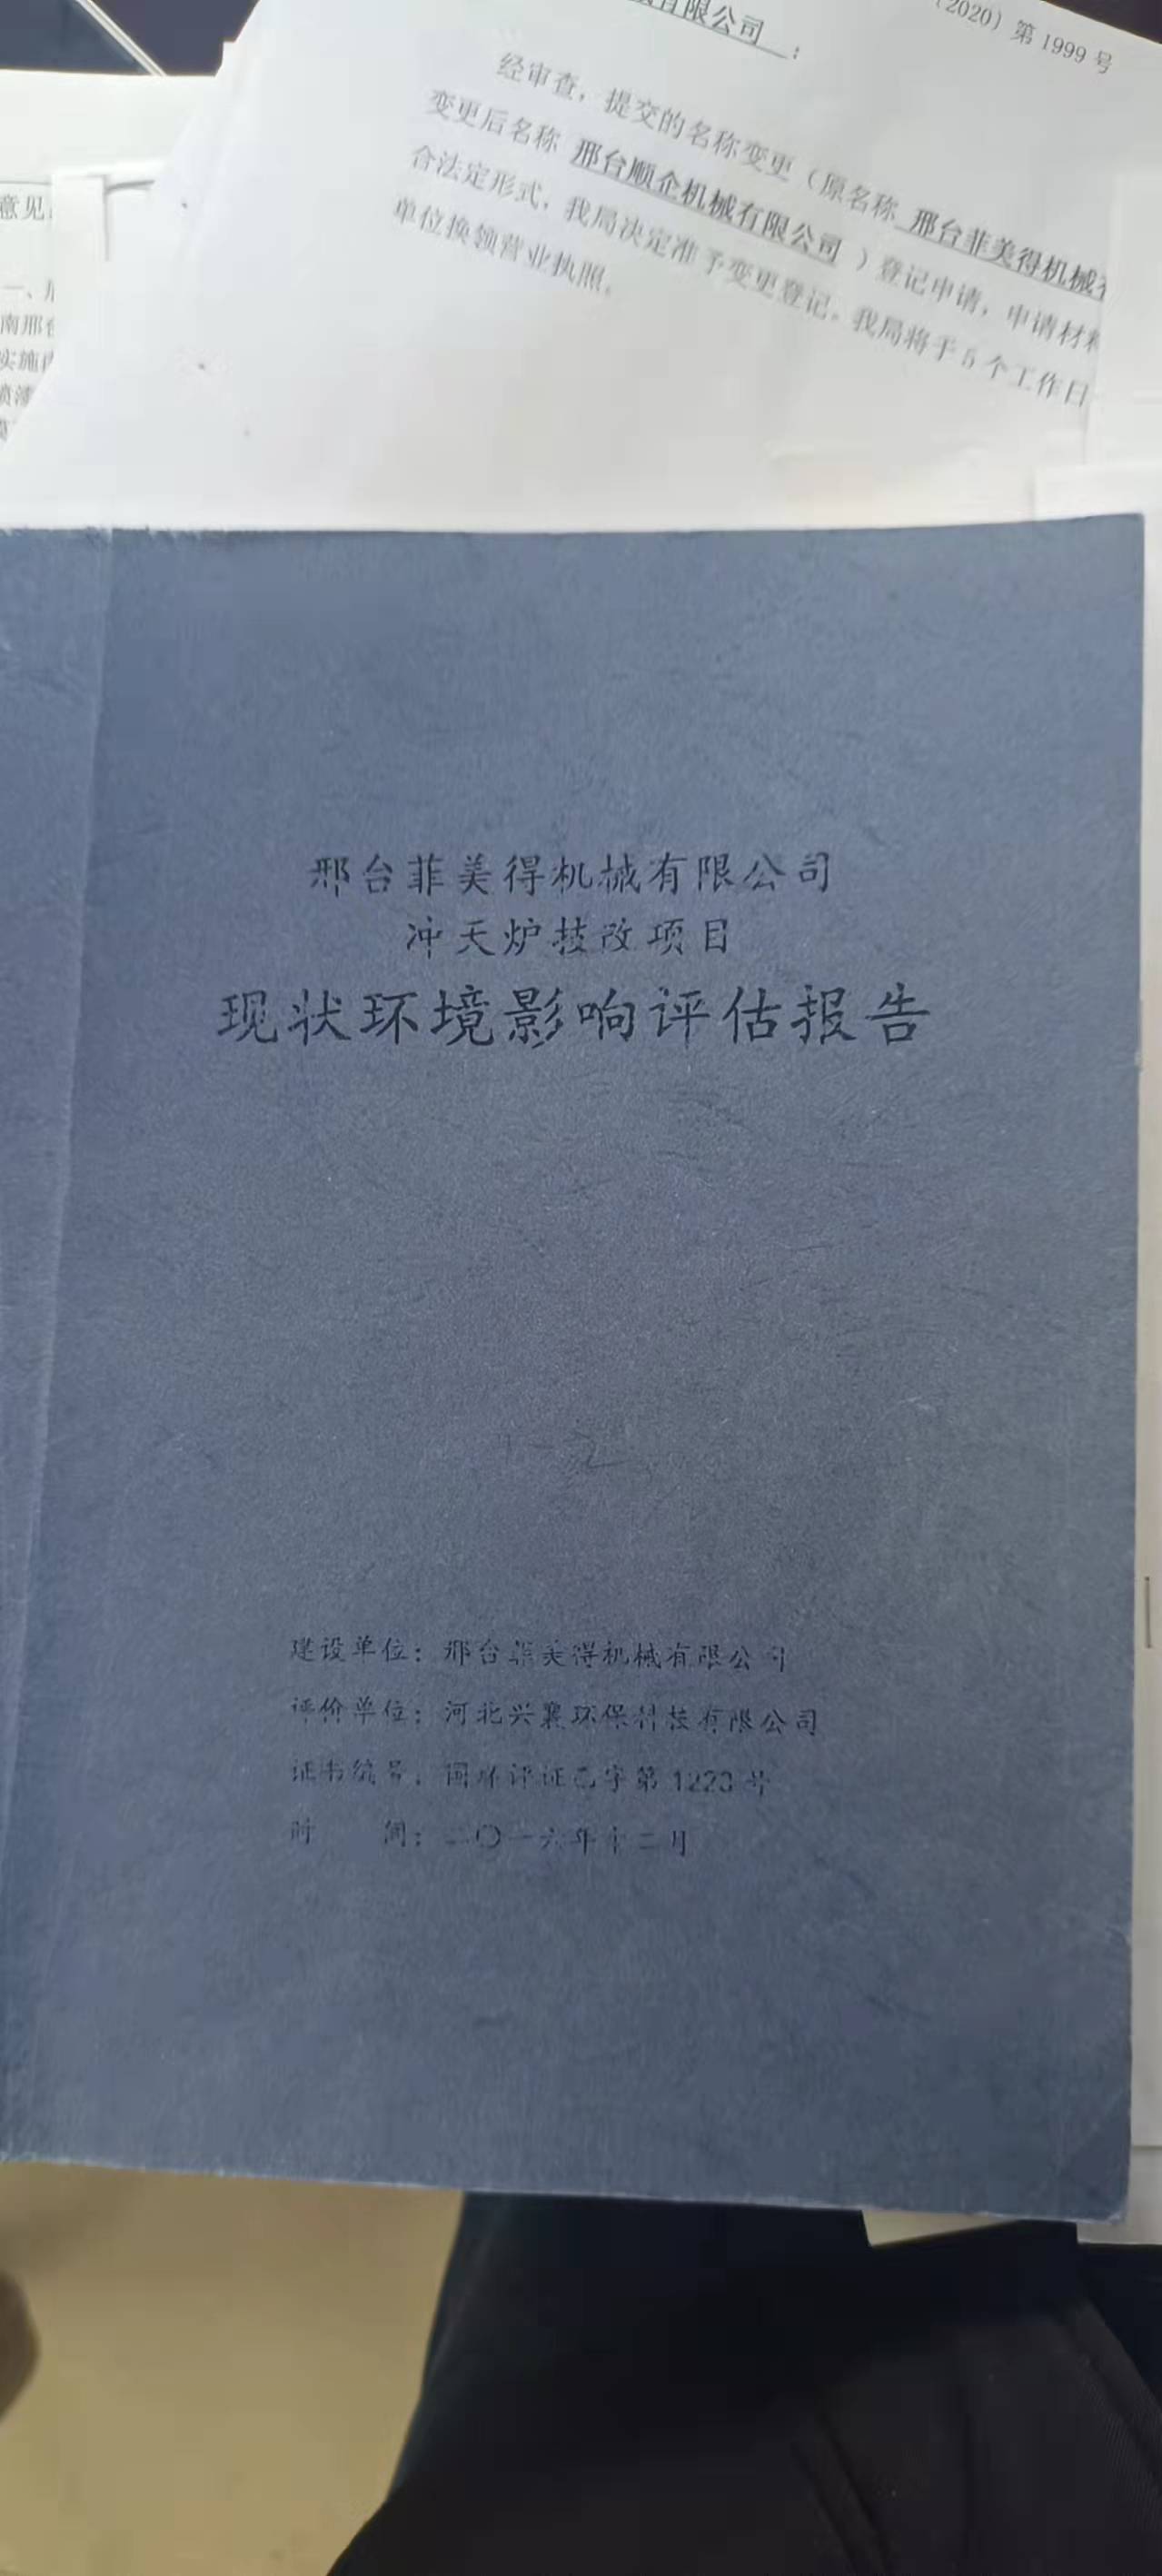 有限公司：
（2020）第 1999 号
经审查，提交的名称变更（原名称 邢台菲美得机械有
变更后名称 邢台顺企机械有限公司 ）登记申请，申请材料
合法定形式，我局决定准予变更登记。我局将于 5 个工作日
单位换领营业执照。
意见
一、
南邢台
实施
喷漆
邢台菲美得机械有限公司
冲天炉技改项目
现状环境影响评估报告
建设单位：邢台菲美得机械有限公司
评价单位：河北兴襄环保科技有限公司
证书编号：国环评证乙字第 1223 号
时　　间：二〇一六年十二月